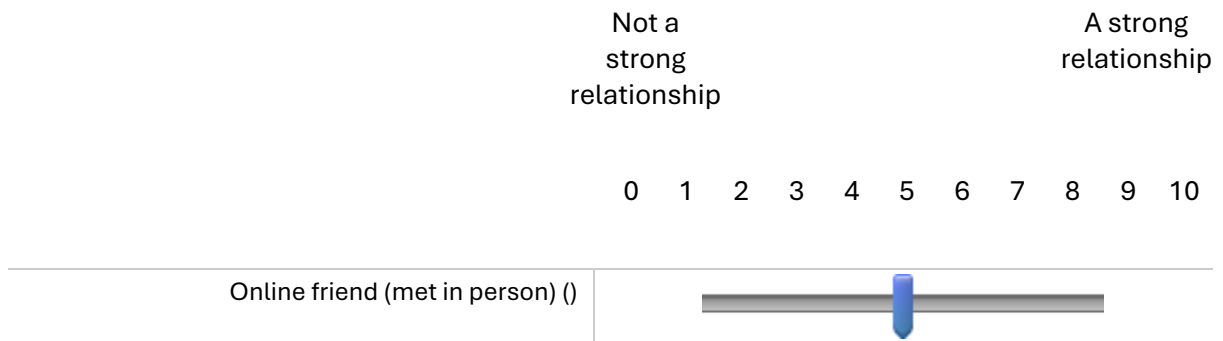 Not a
strong
relationship
A strong
relationship
0 1 2 3 4 5 6 7 8 9 10
Online friend (met in person) ()